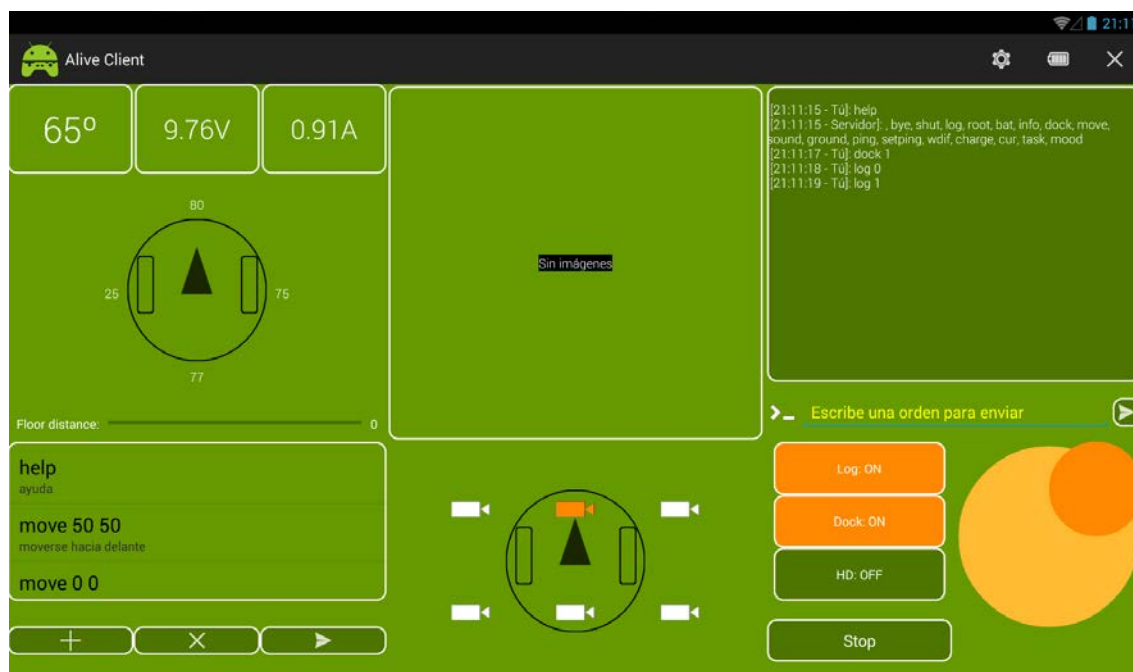 21:11
Alive Client
65º
9.76V
0.91A
80
25
75
77
Floor distance:
0
help
ayuda
move 50 50
moverse hacia delante
move 0 0
Sin imágenes
[21:11:15 - Tú]: help
[21:11:15 - Servidor]: , bye, shut, log, root, bat, info, dock, move,
sound, ground, ping, setping, wdif, charge, cur, task, mood
[21:11:17 - Tú]: dock 1
[21:11:18 - Tú]: log 0
[21:11:19 - Tú]: log 1
Escribe una orden para enviar
Log: ON
Dock: ON
HD: OFF
Stop